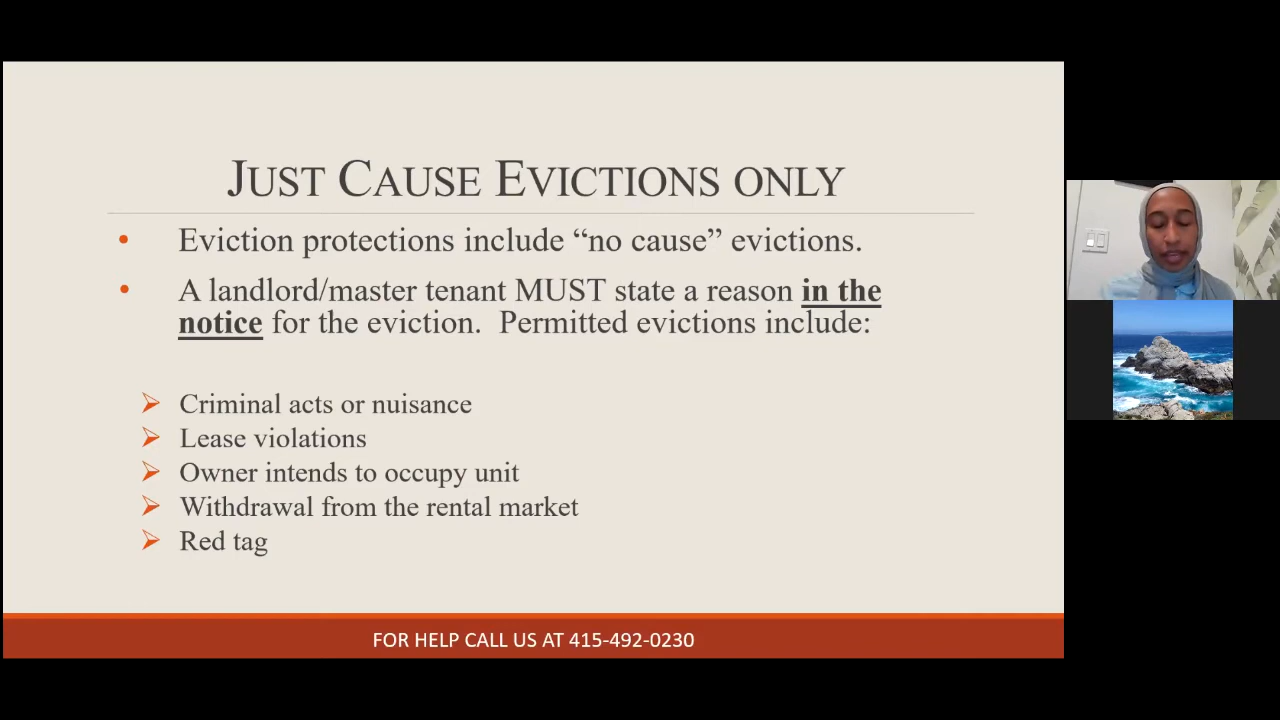 JUST CAUSE EVICTIONS ONLY
• Eviction protections include “no cause” evictions.
• A landlord/master tenant MUST state a reason in the
notice for the eviction. Permitted evictions include:
➢ Criminal acts or nuisance
➢ Lease violations
➢ Owner intends to occupy unit
➢ Withdrawal from the rental market
➢ Red tag
FOR HELP CALL US AT 415-492-0230